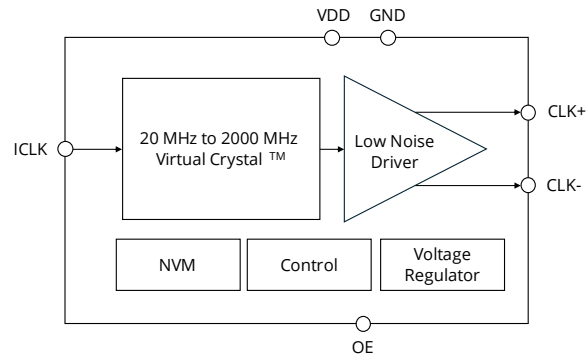 VDD GND
ICLK
20 MHz to 2000 MHz
Virtual Crystal ™
Low Noise
Driver
CLK+
CLK-
NVM
Control
Voltage
Regulator
OE